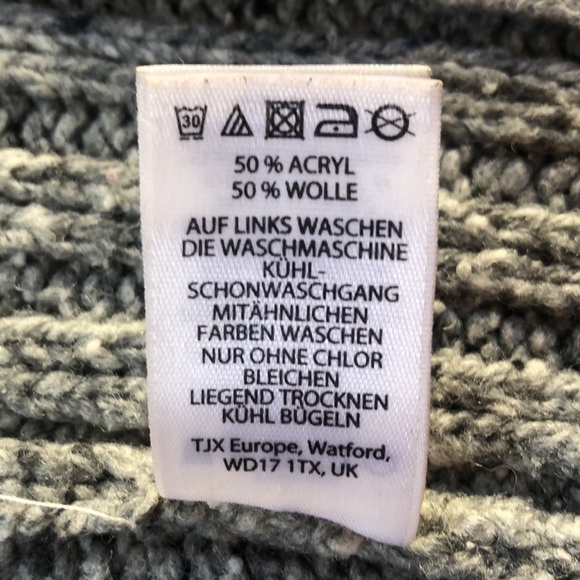 30
50 % ACRYL
50 % WOLLE
AUF LINKS WASCHEN
DIE WASCHMASCHINE
KÜHL-
SCHONWASCHGANG
MITÄHNLICHEN
FARBEN WASCHEN
NUR OHNE CHLOR
BLEICHEN
LIEGEND TROCKNEN
KÜHL BÜGELN
TJX Europe, Watford,
WD17 1TX, UK